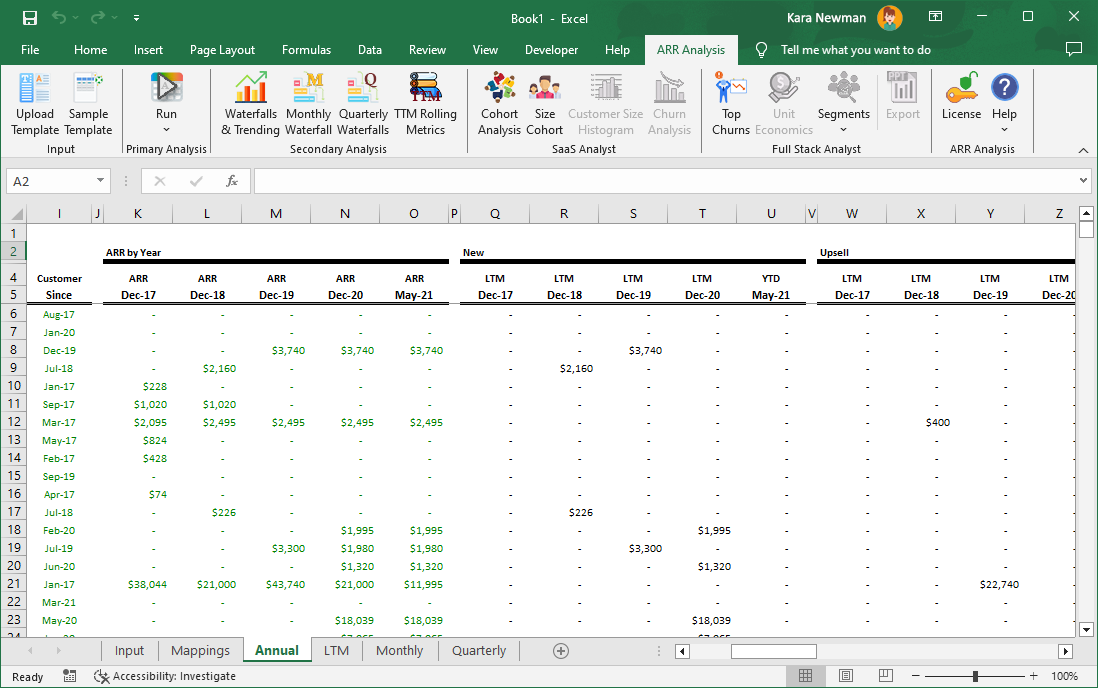 Book1 - Excel
Kara Newman
File Home Insert Page Layout Formulas Data Review View Developer Help ARR Analysis Tell me what you want to do
Upload Sample Run Waterfalls Monthly Quarterly TTM Rolling Cohort Size Customer Size Churn Top Unit Segments Export License Help
Template Template & Trending Waterfall Waterfalls Metrics Analysis Cohort Histogram Analysis Churns Economics
Input Primary Analysis Secondary Analysis SaaS Analyst Full Stack Analyst ARR Analysis
A2 fx
I J K L M N O P Q R S T U V W X Y Z
1
2 ARR by Year New Upsell
4 Customer ARR ARR ARR ARR ARR LTM LTM LTM LTM YTD LTM LTM LTM LTM
5 Since Dec-17 Dec-18 Dec-19 Dec-20 May-21 Dec-17 Dec-18 Dec-19 Dec-20 May-21 Dec-17 Dec-18 Dec-19 Dec-20
6 Aug-17 - - - - - - - - - - - - - -
7 Jan-20 - - - - - - - - - - - - - -
8 Dec-19 - - $3,740 $3,740 $3,740 - - $3,740 - - - - - -
9 Jul-18 - $2,160 - - - - $2,160 - - - - - - -
10 Jan-17 $228 - - - - - - - - - - - - -
11 Sep-17 $1,020 $1,020 - - - - - - - - - - - -
12 Mar-17 $2,095 $2,495 $2,495 $2,495 $2,495 - - - - - - $400 - -
13 May-17 $824 - - - - - - - - - - - - -
14 Feb-17 $428 - - - - - - - - - - - - -
15 Sep-19 - - - - - - - - - - - - - -
16 Apr-17 $74 - - - - - - - - - - - - -
17 Jul-18 - $226 - - - - $226 - - - - - - -
18 Feb-20 - - - $1,995 $1,995 - - - $1,995 - - - - -
19 Jul-19 - - $3,300 $1,980 $1,980 - - $3,300 - - - - - -
20 Jun-20 - - - $1,320 $1,320 - - - $1,320 - - - - -
21 Jan-17 $38,044 $21,000 $43,740 $21,000 $11,995 - - - - - - - $22,740 -
22 Mar-21 - - - - - - - - - - - - - -
23 May-20 - - - $18,039 $18,039 - - - $18,039 - - - - -
Input Mappings Annual LTM Monthly Quarterly
Ready Accessibility: Investigate 100%